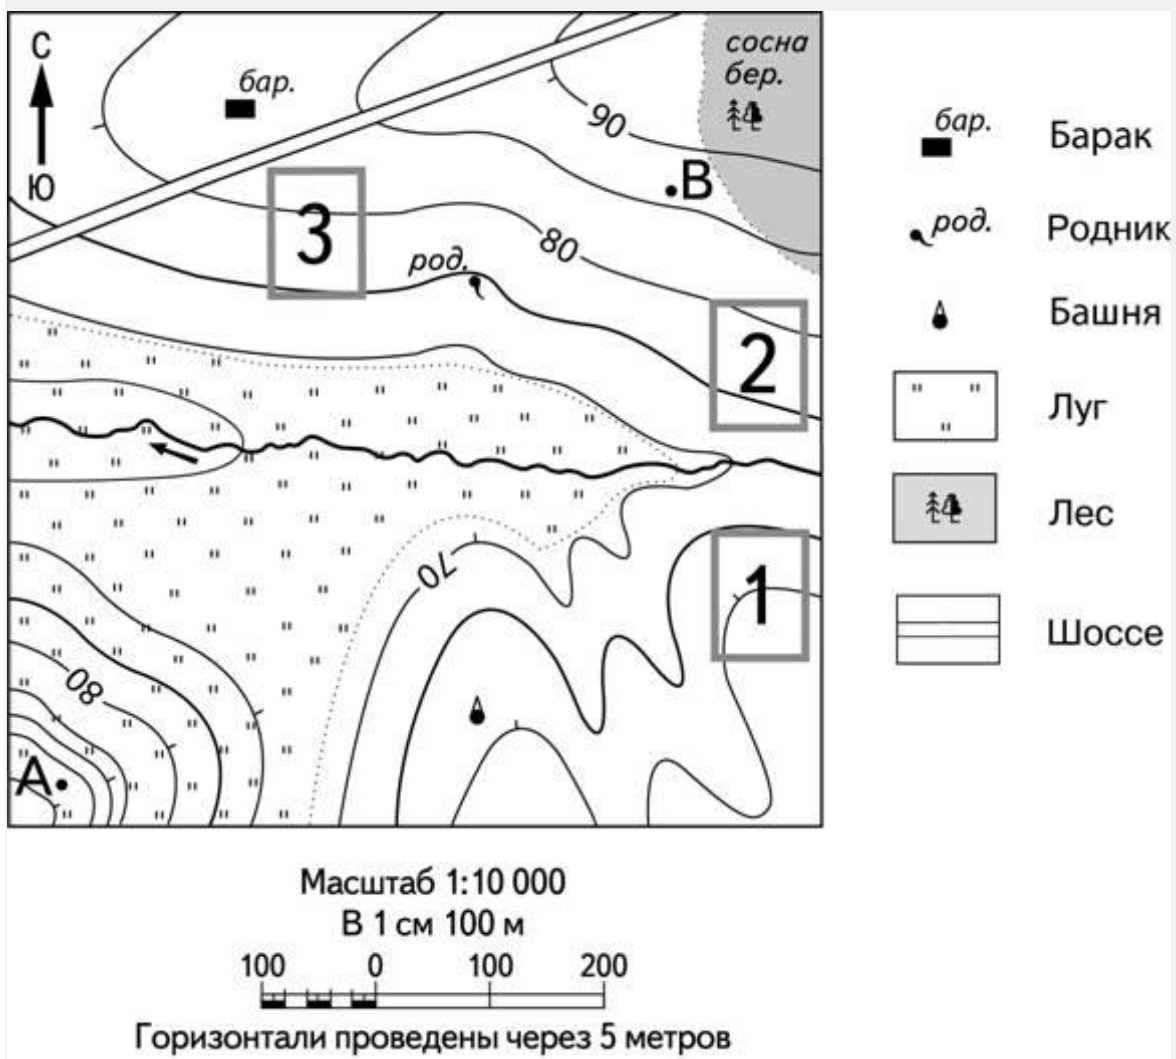 С
Ю
бар.
сосна
бер.
90
В
3
80
род.
2
70
1
80
А
бар.
Барак
род.
Родник
Башня
Луг
Лес
Шоссе
Масштаб 1:10 000
В 1 см 100 м
100 0 100 200
Горизонтали проведены через 5 метров